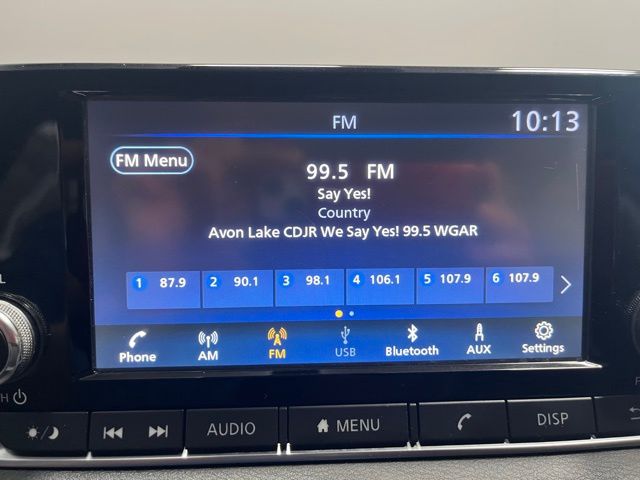 FM
10:13
FM Menu
99.5 FM
Say Yes!
Country
Avon Lake CDJR We Say Yes! 99.5 WGAR
1 87.9 2 90.1 3 98.1 4 106.1 5 107.9 6 107.9
Phone AM FM USB Bluetooth AUX Settings
AUDIO MENU DISP